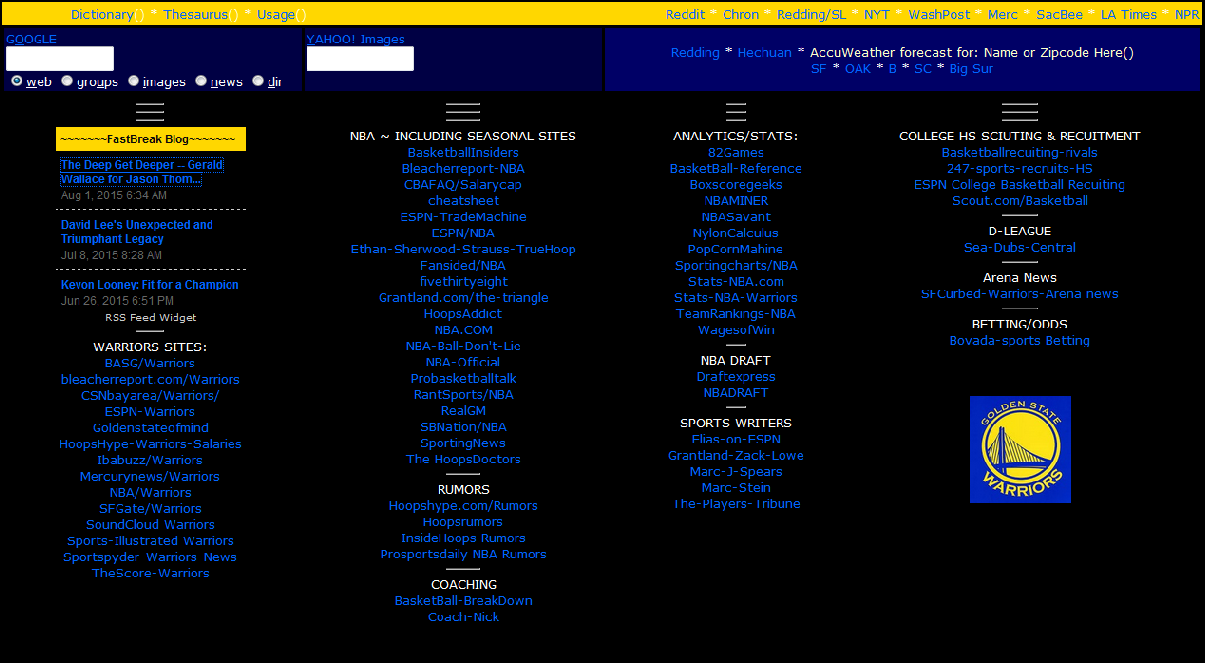 Dictionary() * Thesaurus() * Usage()
Reddit * Chron * Redding/SL * NYT * WashPost * Merc * SacBee * LA Times * NPR
GOOGLE
web groups images news dir
YAHOO! Images
Redding * Hechuan * AccuWeather forecast for: Name or Zipcode Here()
SF * OAK * B * SC * Big Sur
~~~~~~~FastBreak Blog~~~~~~~
The Deep Get Deeper -- Gerald
Wallace for Jason Thom...
Aug 1, 2015 6:34 AM
David Lee's Unexpected and
Triumphant Legacy
Jul 8, 2015 8:28 AM
Kevon Looney: Fit for a Champion
Jun 26, 2015 6:51 PM
RSS Feed Widget
WARRIORS SITES:
BASG/Warriors
bleacherreport.com/Warriors
CSNbayarea/Warriors/
ESPN-Warriors
Goldenstateofmind
HoopsHype-Warriors-Salaries
Ibabuzz/Warriors
Mercurynews/Warriors
NBA/Warriors
SFGate/Warriors
SoundCloud Warriors
Sports-Illustrated Warriors
Sportspyder Warriors News
TheScore-Warriors
NBA ~ INCLUDING SEASONAL SITES
BasketballInsiders
Bleacherreport-NBA
CBAFAQ/Salarycap
cheatsheet
ESPN-TradeMachine
ESPN/NBA
Ethan-Sherwood-Strauss-TrueHoop
Fansided/NBA
fivethirtyeight
Grantland.com/the-triangle
HoopsAddict
NBA.COM
NBA-Ball-Don't-Lie
NBA-Official
Probasketballtalk
RantSports/NBA
RealGM
SBNation/NBA
SportingNews
The HoopsDoctors
RUMORS
Hoopshype.com/Rumors
Hoopsrumors
InsideHoops Rumors
Prosportsdaily NBA Rumors
COACHING
BasketBall-BreakDown
Coach-Nick
ANALYTICS/STATS:
82Games
BasketBall-Reference
Boxscoregeeks
NBAMINER
NBASavant
NylonCalculus
PopCornMahine
Sportingcharts/NBA
Stats-NBA.com
Stats-NBA-Warriors
TeamRankings-NBA
WagesofWin
NBA DRAFT
Draftexpress
NBADRAFT
SPORTS WRITERS
Elias-on-ESPN
Grantland-Zack-Lowe
Marc-J-Spears
Marc-Stein
The-Players-Tribune
COLLEGE HS SCIUTING & RECUITMENT
Basketballrecuiting-rivals
247-sports-recruits-HS
ESPN College Basketball Recuiting
Scout.com/Basketball
D-LEAGUE
Sea-Dubs-Central
Arena News
SFCurbed-Warriors-Arena news
BETTING/ODDS
Bovada-sports Betting
GOLDEN STATE
WARRIORS